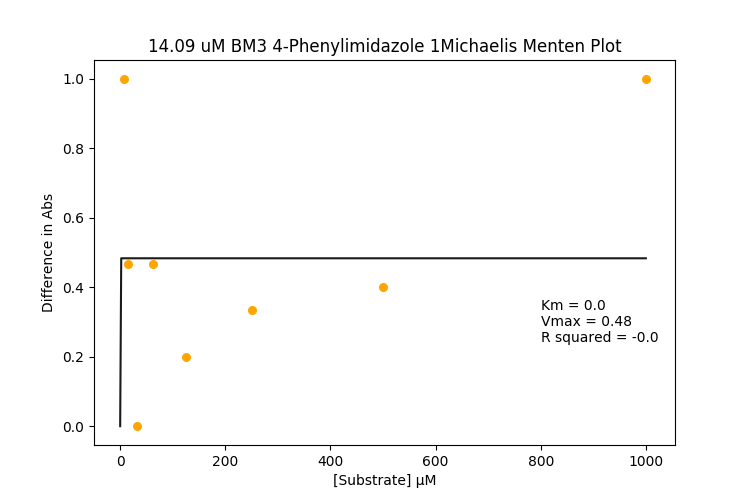 14.09 uM BM3 4-Phenylimidazole 1Michaelis Menten Plot
1.0
0.8
0.6
0.4
0.2
0.0
Difference in Abs
Km = 0.0
Vmax = 0.48
R squared = -0.0
0 200 400 600 800 1000
[Substrate] μM